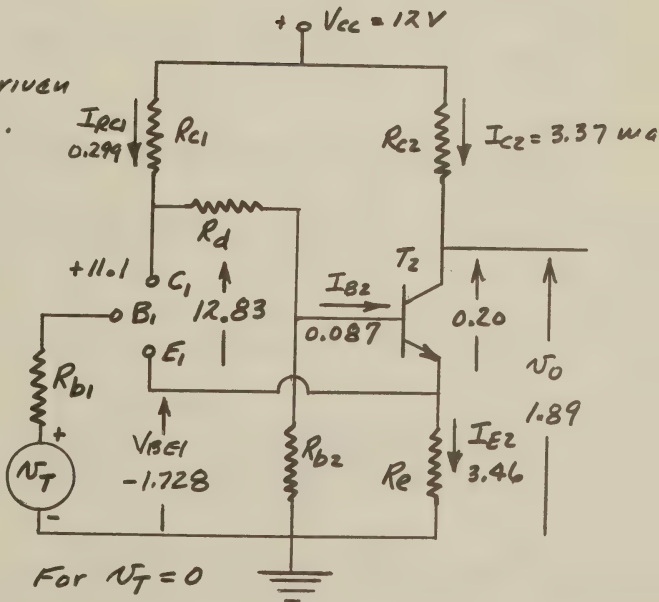 + Vcc = 12V
riven
.
IRC1
0.299
RC1
RC2
IC2 = 3.37 ma
Rd
+11.1
C1
T2
B1
12.83
IB2
0.087
0.20
E1
Rb1
vo
1.89
+
VBE1
-1.728
Rb2
Re
IE2
3.46
vT
-
For vT = 0